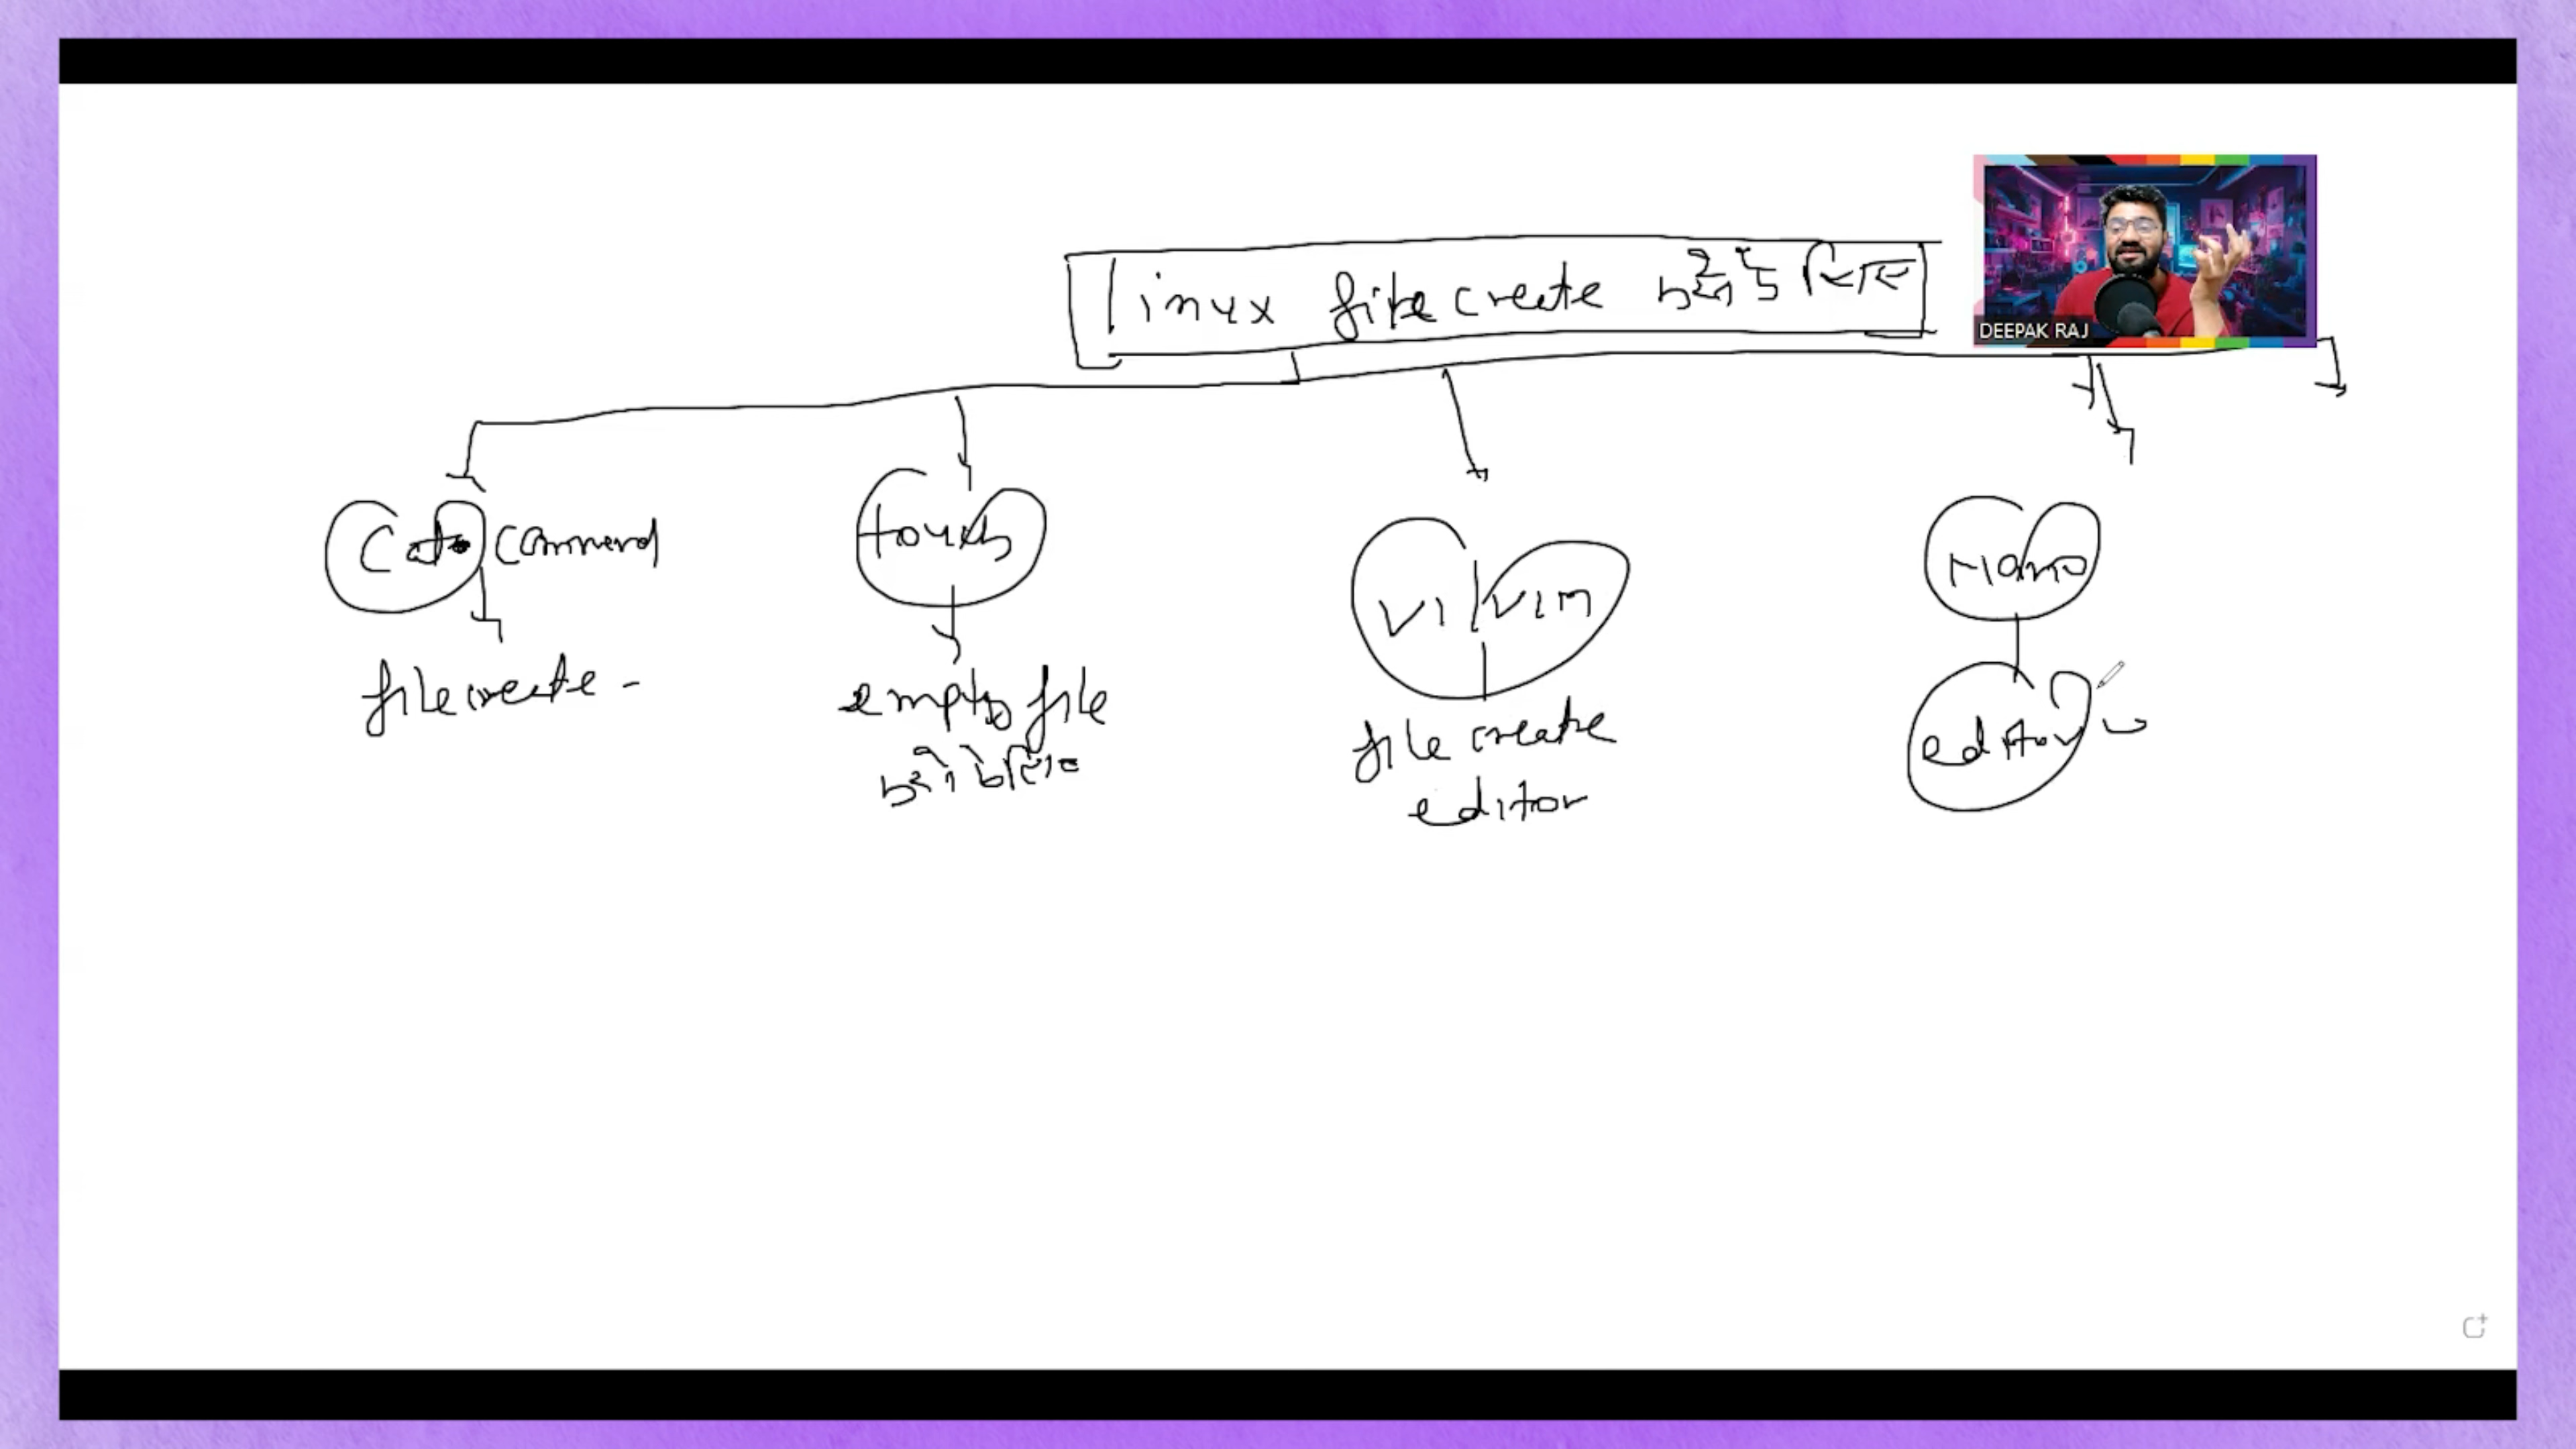 linux file create
DEEPAK RAJ
Cat command
touch
vi/vim
Nano
file create -
empty file
file create
editor
editor